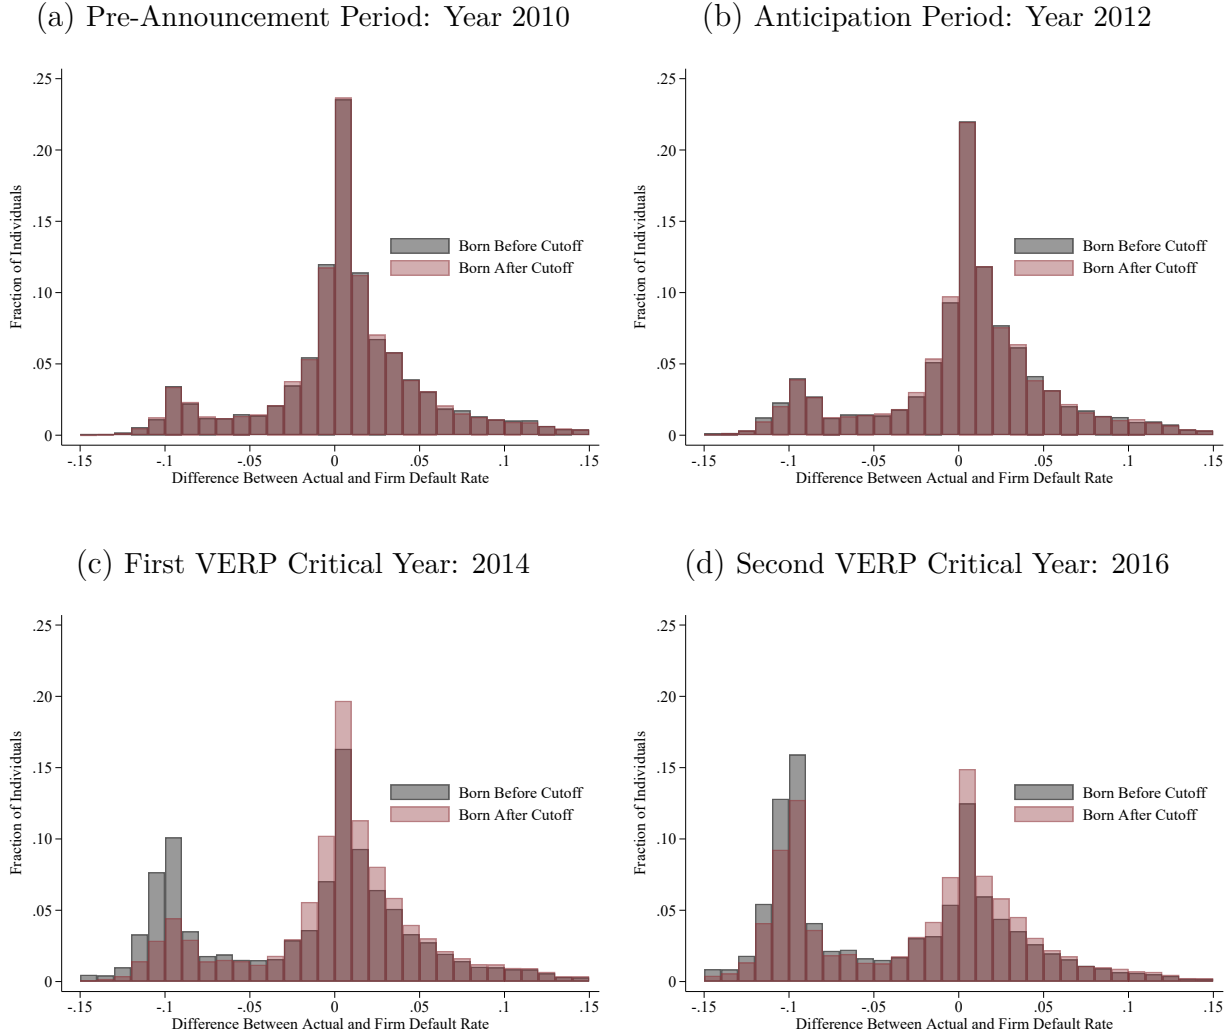 (a) Pre-Announcement Period: Year 2010
.25
.20
.15
.10
.05
0
Fraction of Individuals
Born Before Cutoff
Born After Cutoff
-.15 -.1 -.05 0 .05 .1 .15
Difference Between Actual and Firm Default Rate
(b) Anticipation Period: Year 2012
.25
.20
.15
.10
.05
0
Fraction of Individuals
Born Before Cutoff
Born After Cutoff
-.15 -.1 -.05 0 .05 .1 .15
Difference Between Actual and Firm Default Rate
(c) First VERP Critical Year: 2014
.25
.20
.15
.10
.05
0
Fraction of Individuals
Born Before Cutoff
Born After Cutoff
-.15 -.1 -.05 0 .05 .1 .15
Difference Between Actual and Firm Default Rate
(d) Second VERP Critical Year: 2016
.25
.20
.15
.10
.05
0
Fraction of Individuals
Born Before Cutoff
Born After Cutoff
-.15 -.1 -.05 0 .05 .1 .15
Difference Between Actual and Firm Default Rate